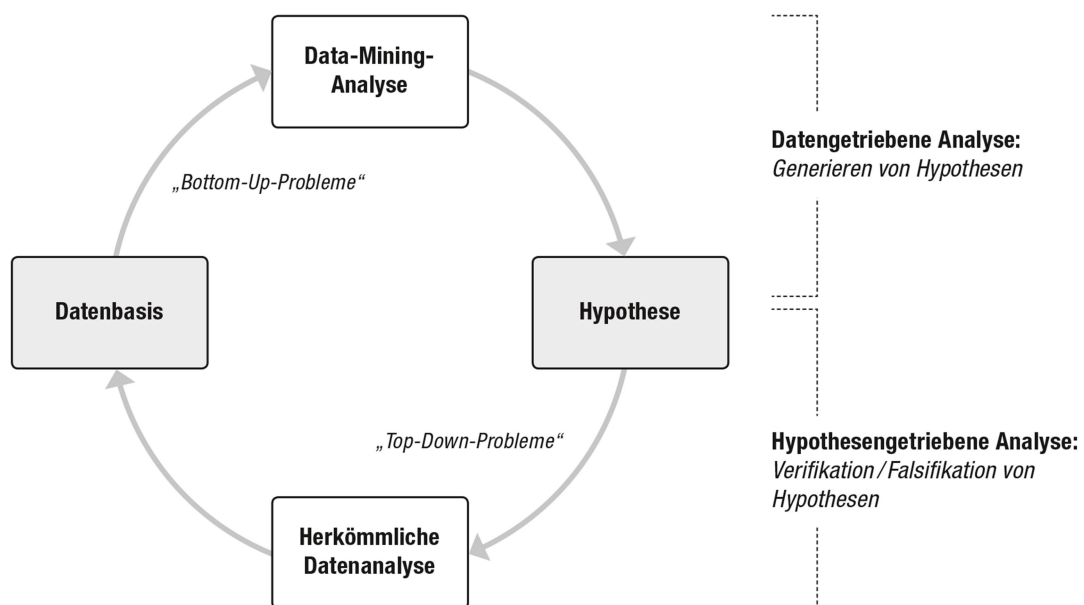 Data-Mining-
Analyse
Datengetriebene Analyse:
Generieren von Hypothesen
„Bottom-Up-Probleme“
Datenbasis
Hypothese
„Top-Down-Probleme“
Hypothesengetriebene Analyse:
Verifikation/Falsifikation von
Hypothesen
Herkömmliche
Datenanalyse